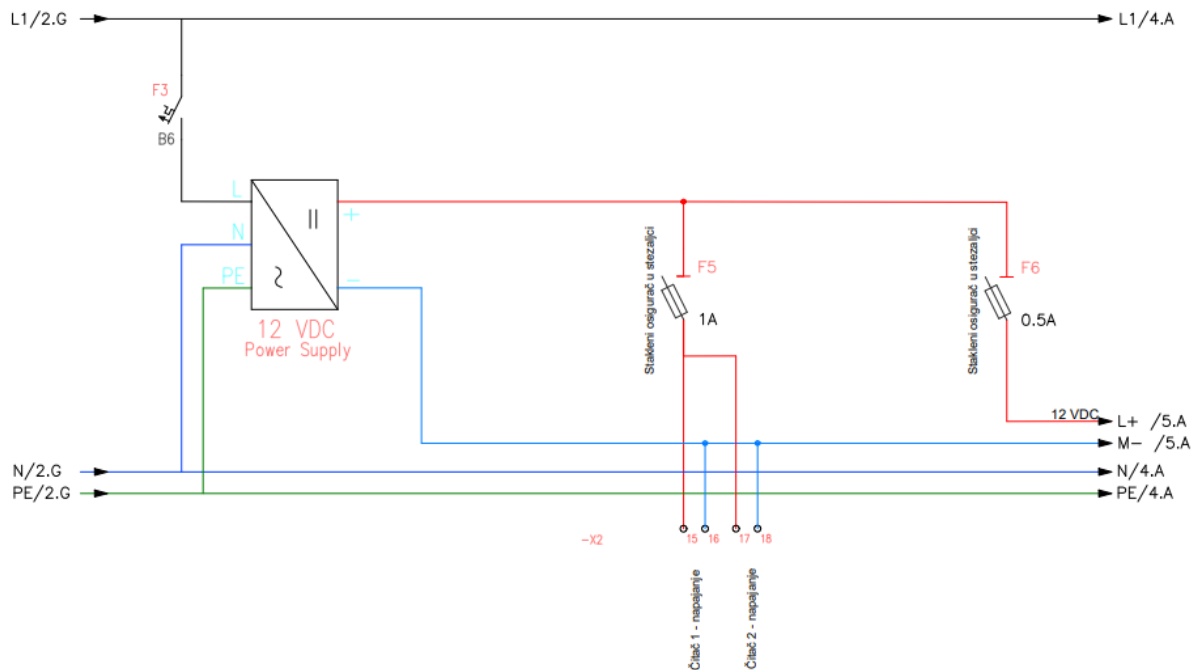 L1/2.G
L1/4.A
F3
B6
L
+
N
PE
−
12 VDC
Power Supply
Stakleni osigurač u stezaljci
F5
1A
Stakleni osigurač u stezaljci
F6
0.5A
12 VDC
L+ /5.A
M− /5.A
N/2.G
N/4.A
PE/2.G
PE/4.A
-X2
15
16
17
18
Čitač 1 - napajanje
Čitač 2 - napajanje